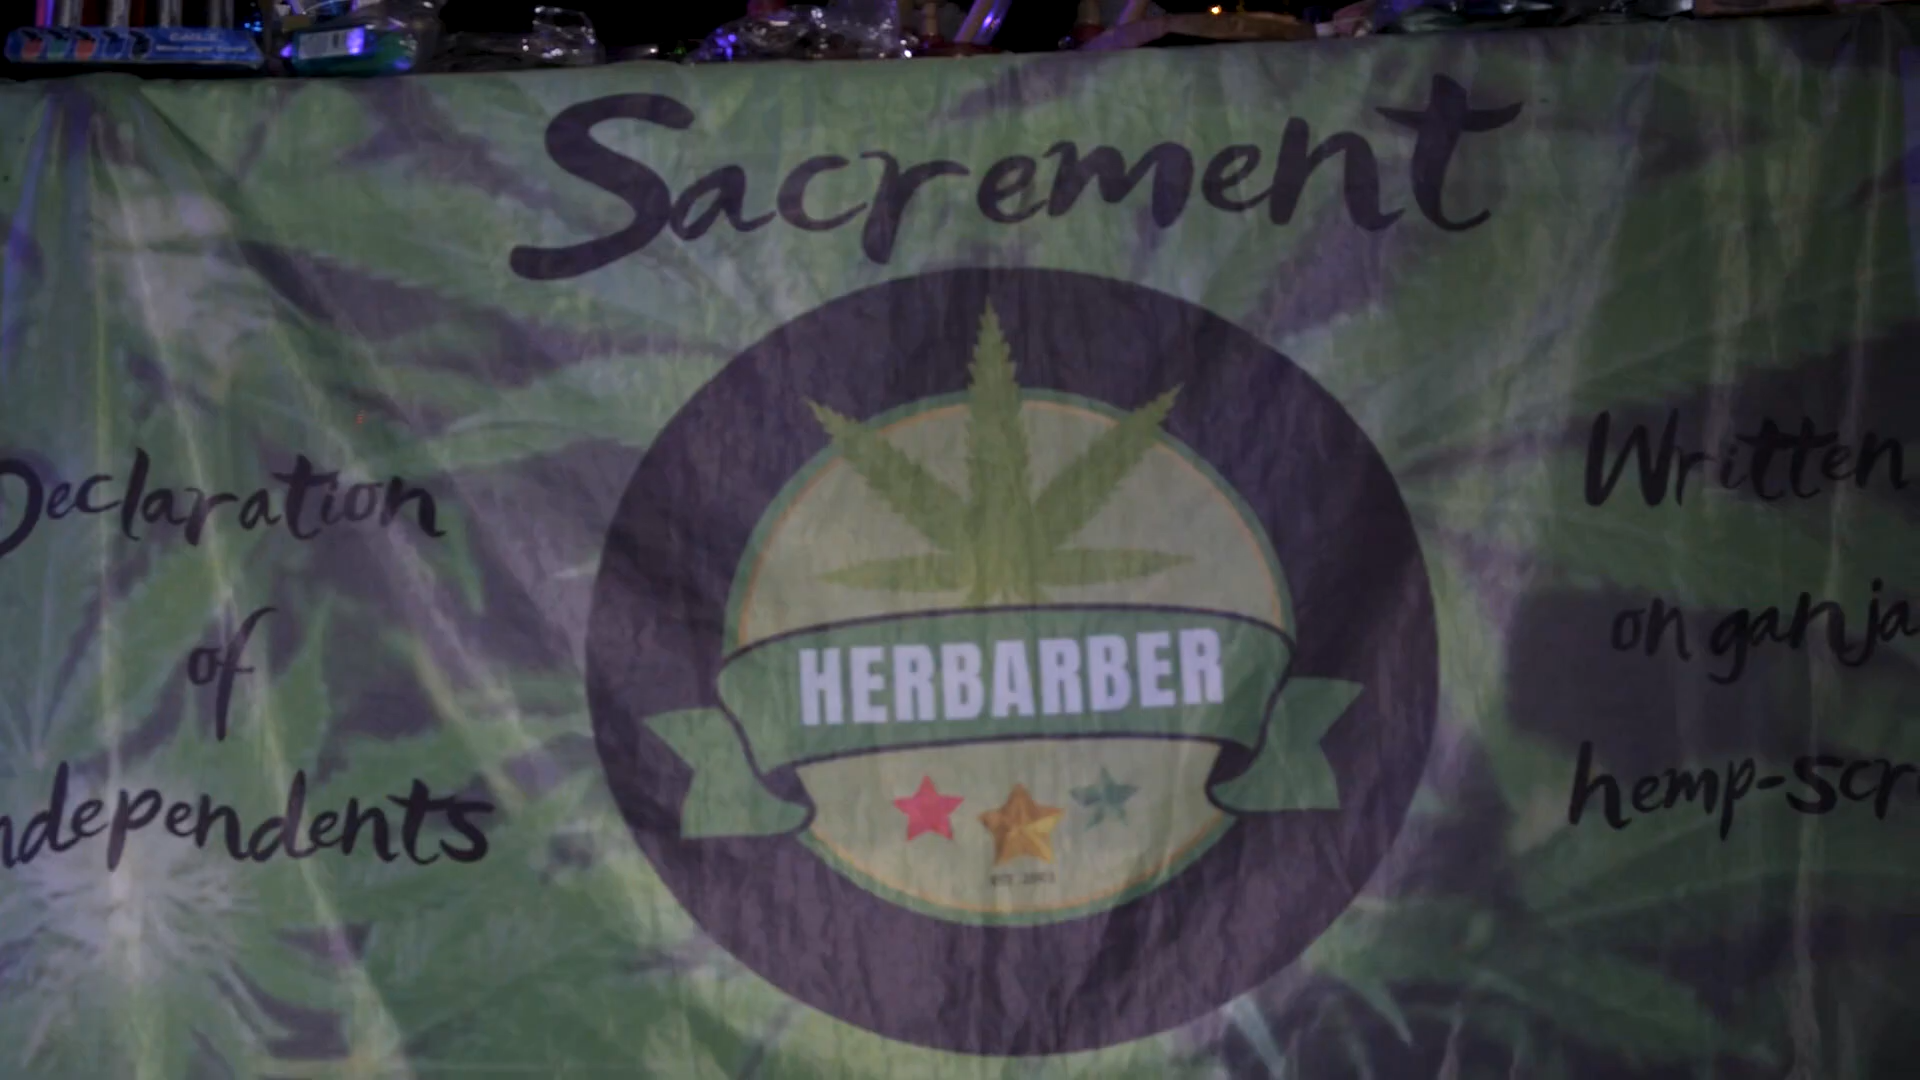 Sacrement
Declaration
of
ndependents
HERBARBER
Written
on ganja
hemp-scr